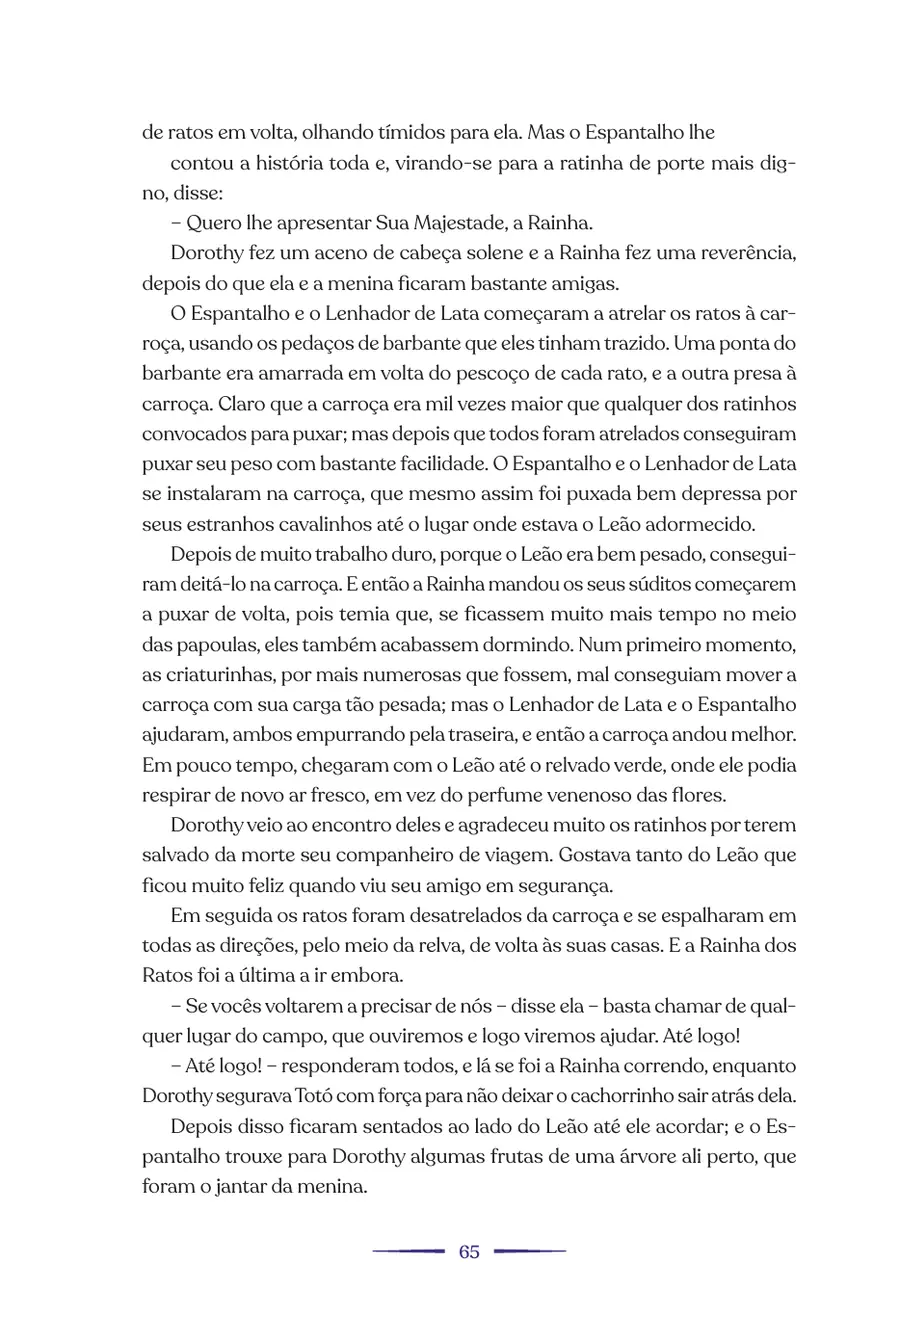 de ratos em volta, olhando tímidos para ela. Mas o Espantalho lhe
contou a história toda e, virando-se para a ratinha de porte mais dig-
no, disse:
– Quero lhe apresentar Sua Majestade, a Rainha.
Dorothy fez um aceno de cabeça solene e a Rainha fez uma reverência,
depois do que ela e a menina ficaram bastante amigas.
O Espantalho e o Lenhador de Lata começaram a atrelar os ratos à car-
roça, usando os pedaços de barbante que eles tinham trazido. Uma ponta do
barbante era amarrada em volta do pescoço de cada rato, e a outra presa à
carroça. Claro que a carroça era mil vezes maior que qualquer dos ratinhos
convocados para puxar; mas depois que todos foram atrelados conseguiram
puxar seu peso com bastante facilidade. O Espantalho e o Lenhador de Lata
se instalaram na carroça, que mesmo assim foi puxada bem depressa por
seus estranhos cavalinhos até o lugar onde estava o Leão adormecido.
Depois de muito trabalho duro, porque o Leão era bem pesado, consegui-
ram deitá-lo na carroça. E então a Rainha mandou os seus súditos começarem
a puxar de volta, pois temia que, se ficassem muito mais tempo no meio
das papoulas, eles também acabassem dormindo. Num primeiro momento,
as criaturinhas, por mais numerosas que fossem, mal conseguiam mover a
carroça com sua carga tão pesada; mas o Lenhador de Lata e o Espantalho
ajudaram, ambos empurrando pela traseira, e então a carroça andou melhor.
Em pouco tempo, chegaram com o Leão até o relvado verde, onde ele podia
respirar de novo ar fresco, em vez do perfume venenoso das flores.
Dorothy veio ao encontro deles e agradeceu muito os ratinhos por terem
salvado da morte seu companheiro de viagem. Gostava tanto do Leão que
ficou muito feliz quando viu seu amigo em segurança.
Em seguida os ratos foram desatrelados da carroça e se espalharam em
todas as direções, pelo meio da relva, de volta às suas casas. E a Rainha dos
Ratos foi a última a ir embora.
– Se vocês voltarem a precisar de nós – disse ela – basta chamar de qual-
quer lugar do campo, que ouviremos e logo viremos ajudar. Até logo!
– Até logo! – responderam todos, e lá se foi a Rainha correndo, enquanto
Dorothy segurava Totó com força para não deixar o cachorrinho sair atrás dela.
Depois disso ficaram sentados ao lado do Leão até ele acordar; e o Es-
pantalho trouxe para Dorothy algumas frutas de uma árvore ali perto, que
foram o jantar da menina.
65